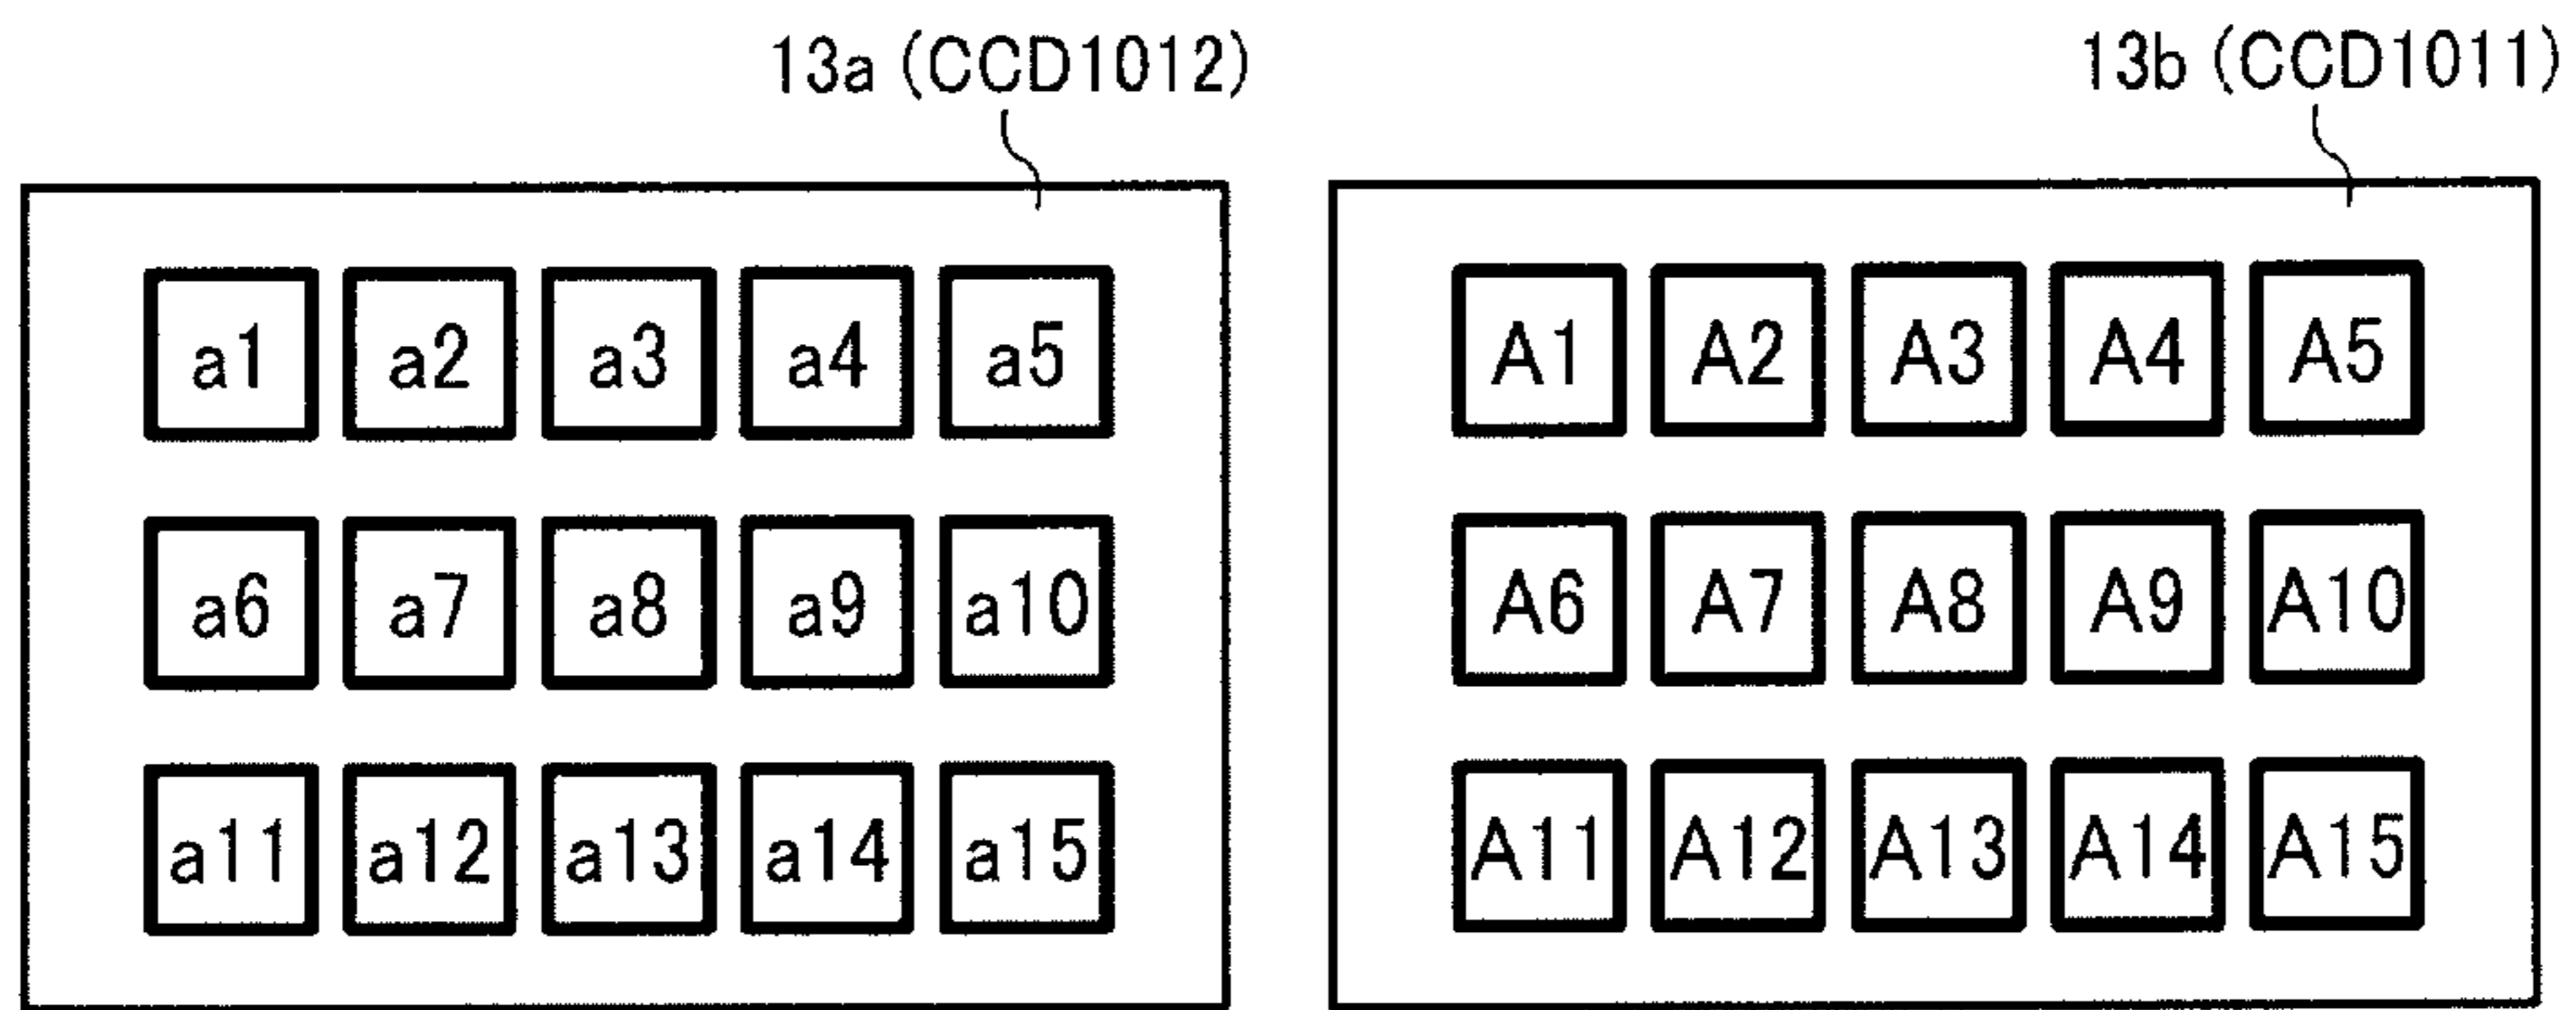 13a (CCD1012) 13b (CCD1011)
a1 a2 a3 a4 a5 A1 A2 A3 A4 A5
a6 a7 a8 a9 a10 A6 A7 A8 A9 A10
a11 a12 a13 a14 a15 A11 A12 A13 A14 A15